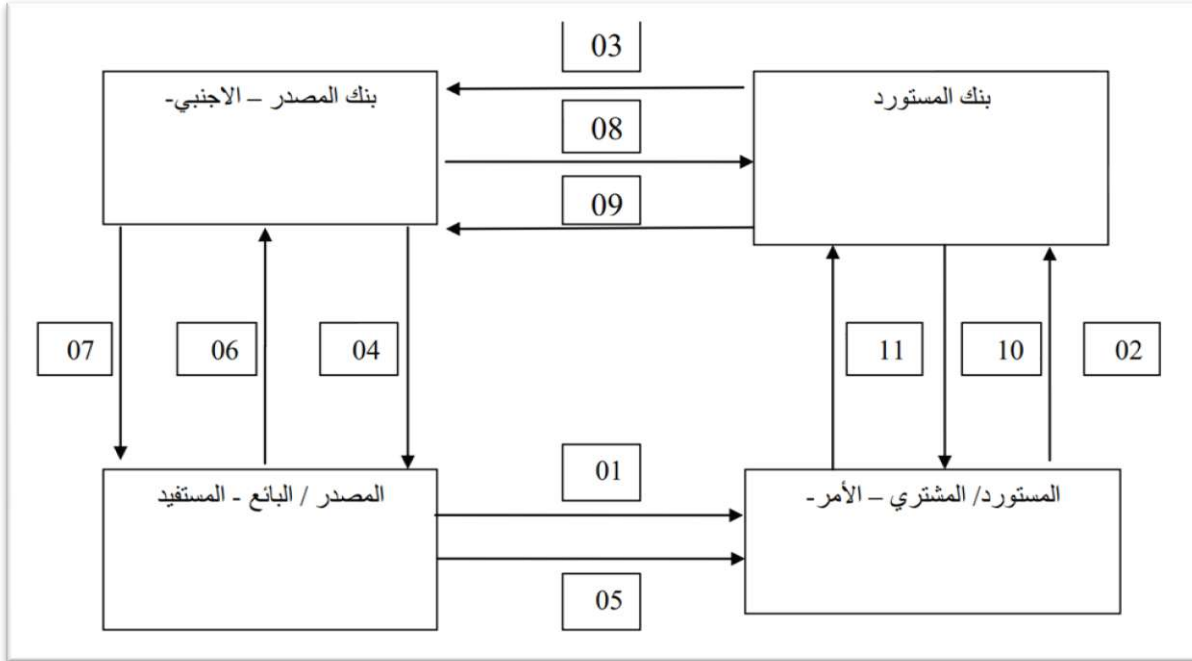 03
بنك المصدر – الاجنبي-
بنك المستورد
08
09
07
06
04
11
10
02
01
المصدر / البائع - المستفيد
المستورد/ المشتري – الأمر-
05